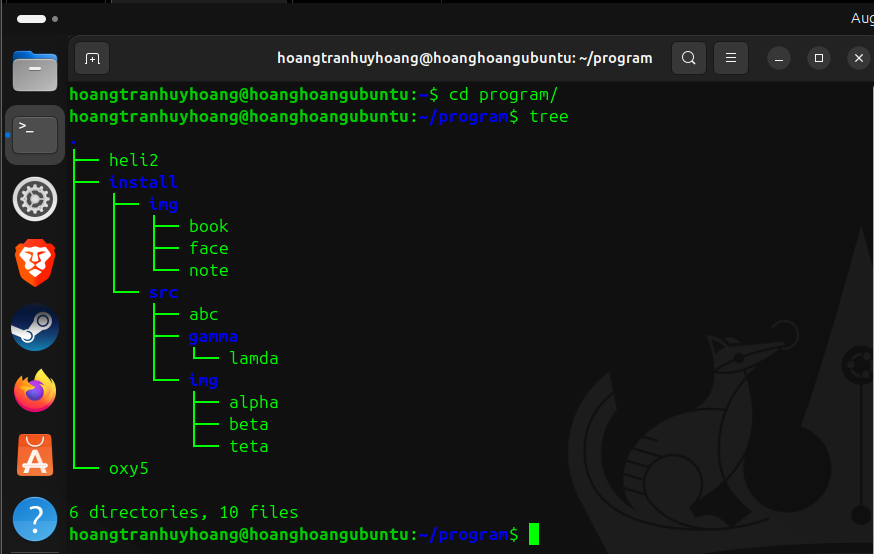 Aug
hoangtranhuyhoang@hoanghoangubuntu: ~/program
hoangtranhuyhoang@hoanghoangubuntu:~$ cd program/
hoangtranhuyhoang@hoanghoangubuntu:~/program$ tree
.
├── heli2
├── install
│   ├── img
│   │   ├── book
│   │   ├── face
│   │   └── note
│   └── src
│       ├── abc
│       ├── gamma
│       │   └── lamda
│       └── img
│           ├── alpha
│           ├── beta
│           └── teta
└── oxy5
6 directories, 10 files
hoangtranhuyhoang@hoanghoangubuntu:~/program$